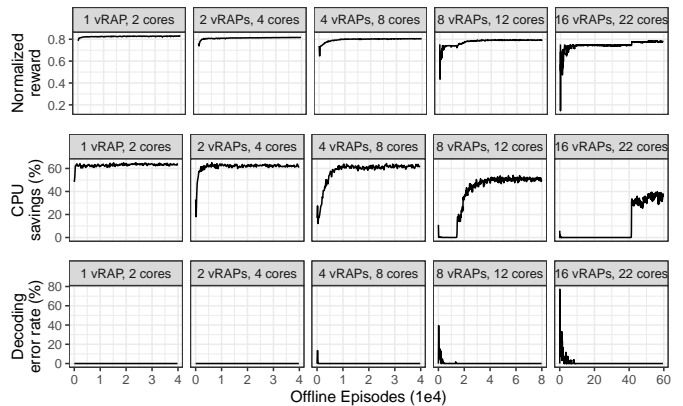 1 vRAP, 2 cores
2 vRAPs, 4 cores
4 vRAPs, 8 cores
8 vRAPs, 12 cores
16 vRAPs, 22 cores
Normalized
reward
0.8
0.6
0.4
0.2
1 vRAP, 2 cores
2 vRAPs, 4 cores
4 vRAPs, 8 cores
8 vRAPs, 12 cores
16 vRAPs, 22 cores
CPU
savings (%)
60
40
20
0
1 vRAP, 2 cores
2 vRAPs, 4 cores
4 vRAPs, 8 cores
8 vRAPs, 12 cores
16 vRAPs, 22 cores
Decoding
error rate (%)
80
60
40
20
0
0 1 2 3 4
0 1 2 3 4
0 1 2 3 4
0 2 4 6 8
0 20 40 60
Offline Episodes (1e4)